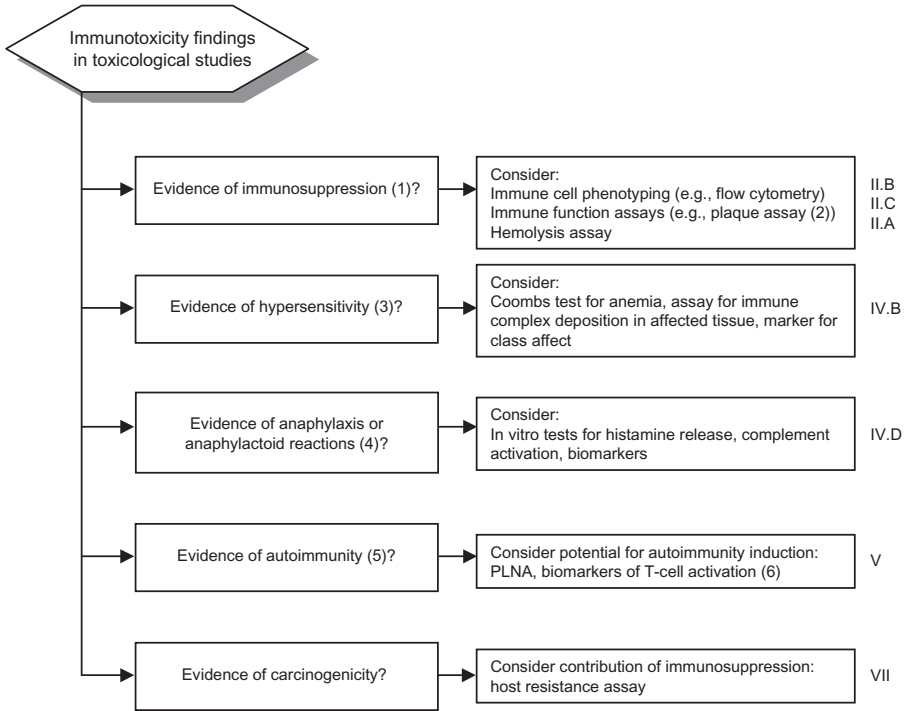 Immunotoxicity findings
in toxicological studies
Evidence of immunosuppression (1)?
Consider:
Immune cell phenotyping (e.g., flow cytometry)
Immune function assays (e.g., plaque assay (2))
Hemolysis assay
II.B
II.C
II.A
Evidence of hypersensitivity (3)?
Consider:
Coombs test for anemia, assay for immune
complex deposition in affected tissue, marker for
class affect
IV.B
Evidence of anaphylaxis or
anaphylactoid reactions (4)?
Consider:
In vitro tests for histamine release, complement
activation, biomarkers
IV.D
Evidence of autoimmunity (5)?
Consider potential for autoimmunity induction:
PLNA, biomarkers of T-cell activation (6)
V
Evidence of carcinogenicity?
Consider contribution of immunosuppression:
host resistance assay
VII